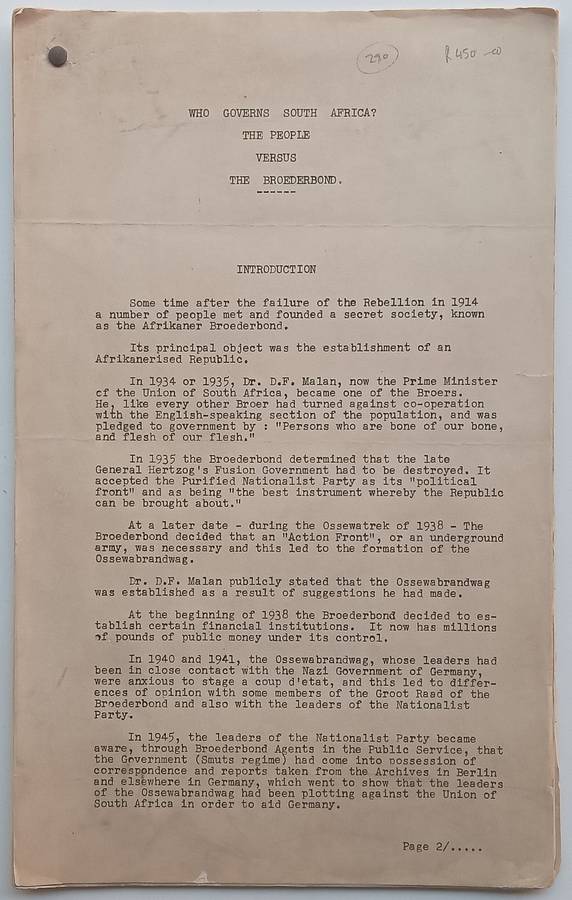 290
R450-00
WHO GOVERNS SOUTH AFRICA?
THE PEOPLE
VERSUS
THE BROEDERBOND.
------
INTRODUCTION
Some time after the failure of the Rebellion in 1914
a number of people met and founded a secret society, known
as the Afrikaner Broederbond.
Its principal object was the establishment of an
Afrikanerised Republic.
In 1934 or 1935, Dr. D.F. Malan, now the Prime Minister
of the Union of South Africa, became one of the Broers.
He, like every other Broer had turned against co-operation
with the English-speaking section of the population, and was
pledged to government by : "Persons who are bone of our bone,
and flesh of our flesh."
In 1935 the Broederbond determined that the late
General Hertzog's Fusion Government had to be destroyed. It
accepted the Purified Nationalist Party as its "political
front" and as being "the best instrument whereby the Republic
can be brought about."
At a later date - during the Ossewatrek of 1938 - The
Broederbond decided that an "Action Front", or an underground
army, was necessary and this led to the formation of the
Ossewabrandwag.
Dr. D.F. Malan publicly stated that the Ossewabrandwag
was established as a result of suggestions he had made.
At the beginning of 1938 the Broederbond decided to es-
tablish certain financial institutions. It now has millions
of pounds of public money under its control.
In 1940 and 1941, the Ossewabrandwag, whose leaders had
been in close contact with the Nazi Government of Germany,
were anxious to stage a coup d'etat, and this led to differ-
ences of opinion with some members of the Groot Raad of the
Broederbond and also with the leaders of the Nationalist
Party.
In 1945, the leaders of the Nationalist Party became
aware, through Broederbond Agents in the Public Service, that
the Government (Smuts regime) had come into possession of
correspondence and reports taken from the Archives in Berlin
and elsewhere in Germany, which went to show that the leaders
of the Ossewabrandwag had been plotting against the Union of
South Africa in order to aid Germany.
Page 2/.....